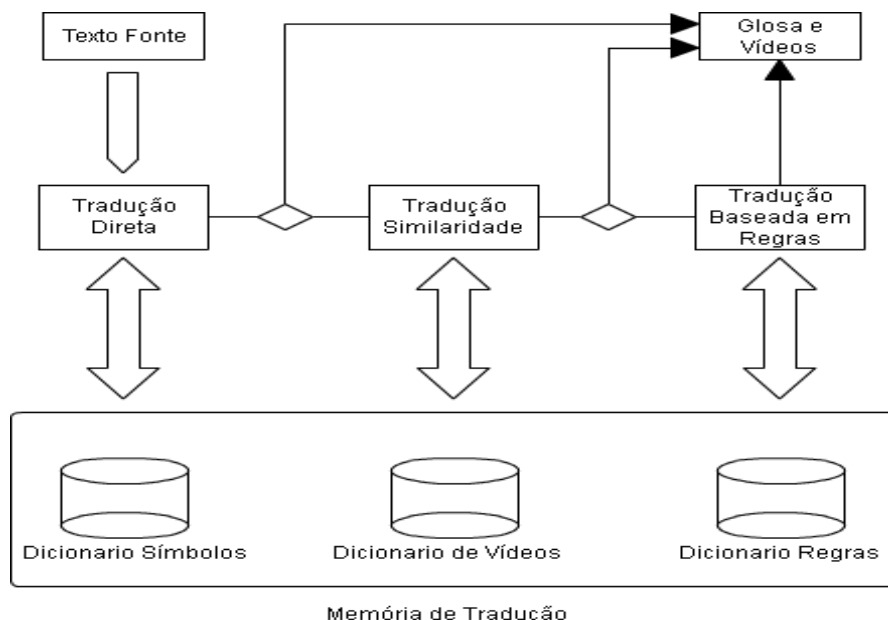 Texto Fonte
Glosa e
Vídeos
Tradução
Direta
Tradução
Similaridade
Tradução
Baseada em
Regras
Dicionario Símbolos
Dicionario de Vídeos
Dicionario Regras
Memória de Tradução